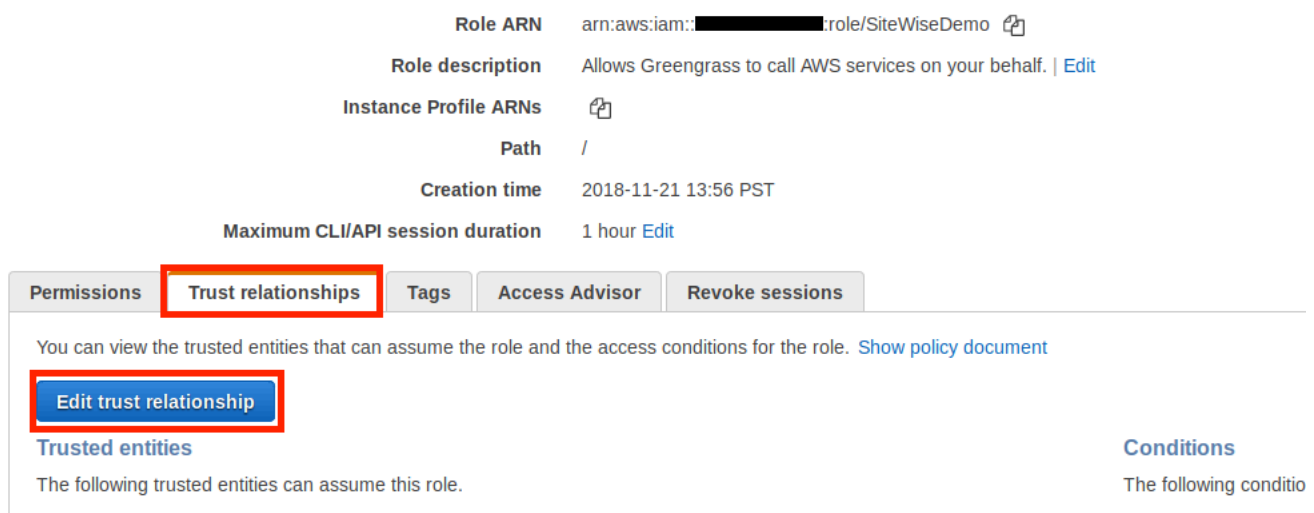 Role ARN arn:aws:iam:: :role/SiteWiseDemo
Role description Allows Greengrass to call AWS services on your behalf. | Edit
Instance Profile ARNs
Path /
Creation time 2018-11-21 13:56 PST
Maximum CLI/API session duration 1 hour Edit
Permissions Trust relationships Tags Access Advisor Revoke sessions
You can view the trusted entities that can assume the role and the access conditions for the role. Show policy document
Edit trust relationship
Trusted entities Conditions
The following trusted entities can assume this role. The following conditio